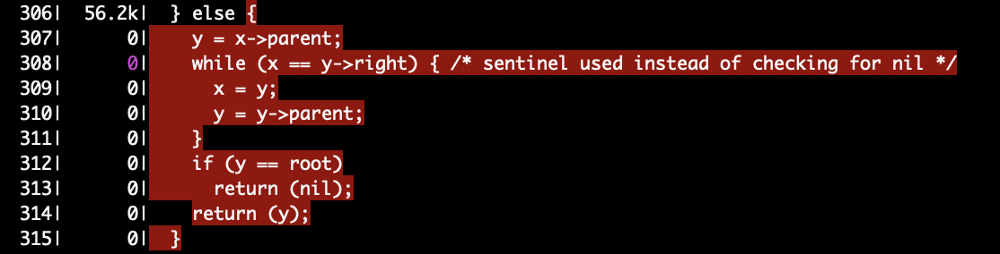 306|  56.2k|  } else {
307|      0|    y = x->parent;
308|      0|    while (x == y->right) { /* sentinel used instead of checking for nil */
309|      0|      x = y;
310|      0|      y = y->parent;
311|      0|    }
312|      0|    if (y == root)
313|      0|      return (nil);
314|      0|    return (y);
315|      0|  }